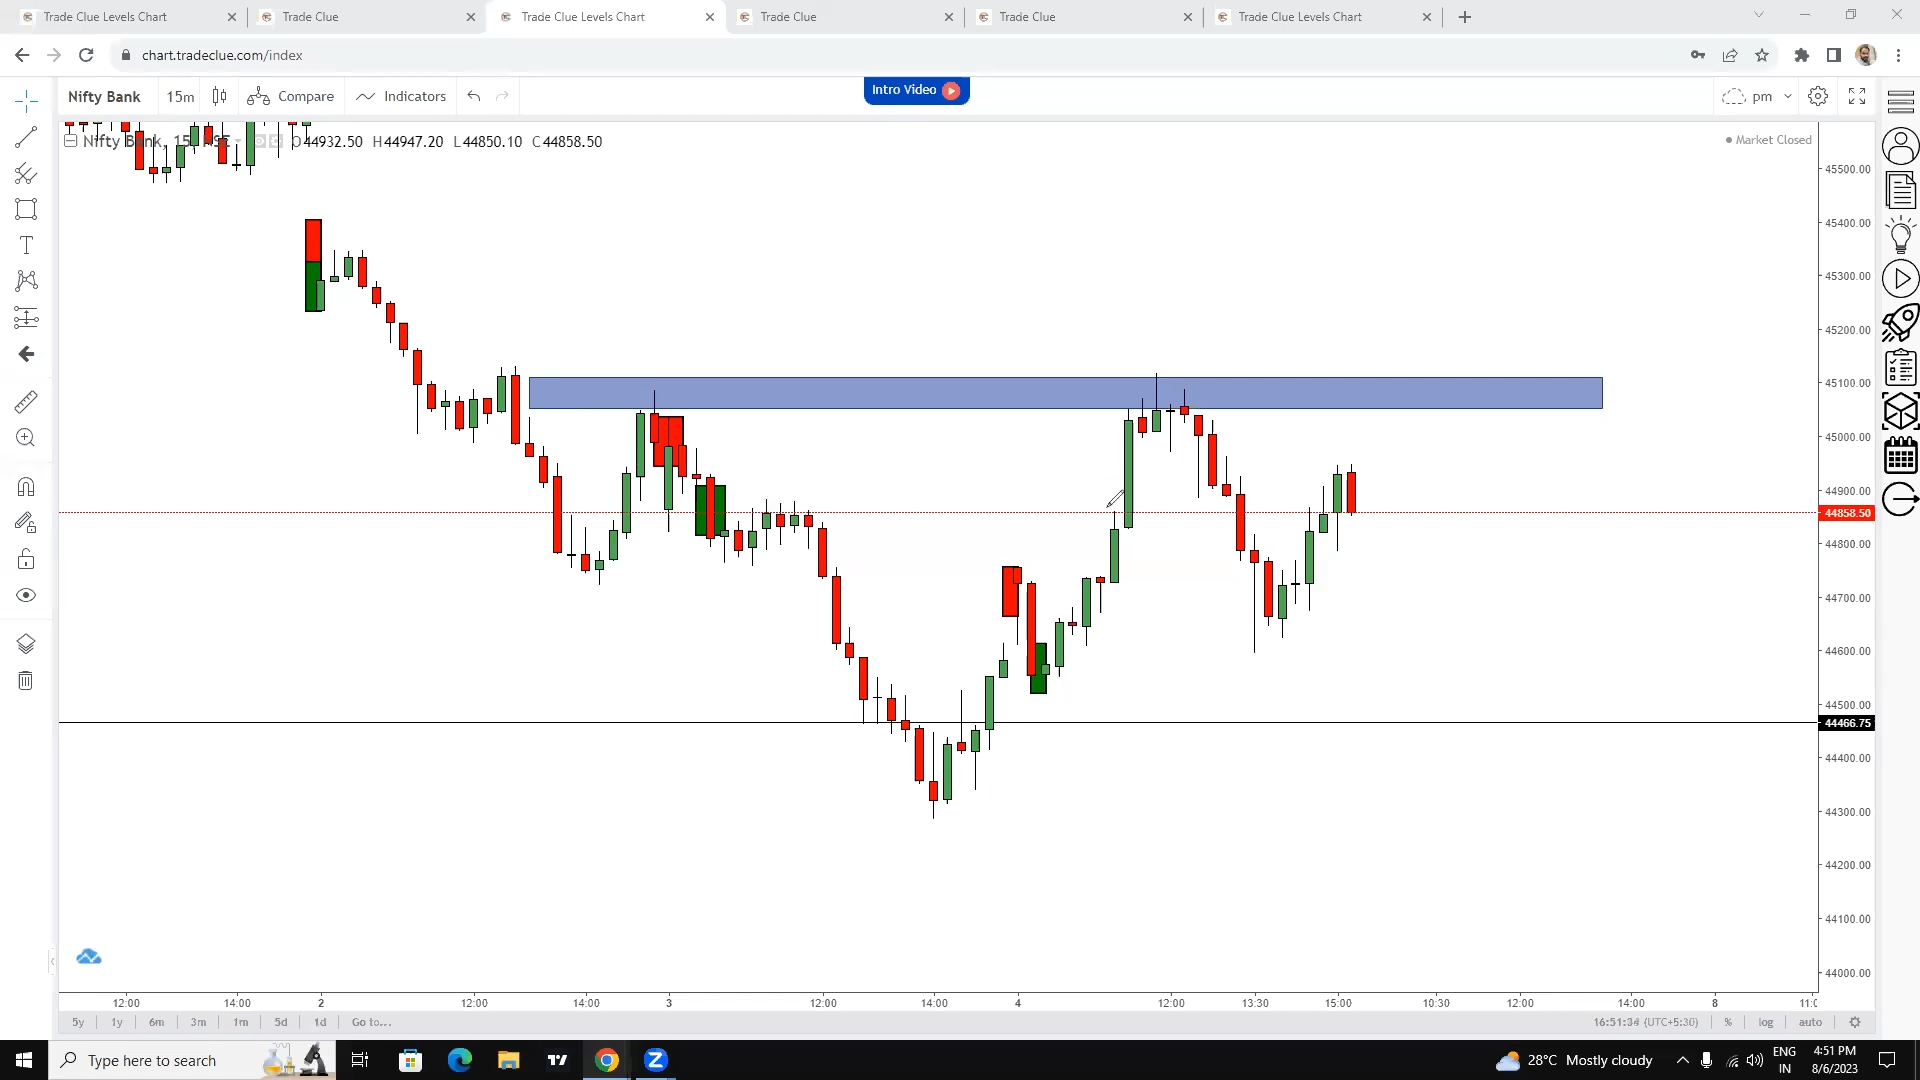 Trade Clue Levels Chart
Trade Clue
Trade Clue Levels Chart
Trade Clue
Trade Clue
Trade Clue Levels Chart
chart.tradeclue.com/index
Nifty Bank
15m
Compare
Indicators
Intro Video
pm
O44932.50 H44947.20 L44850.10 C44858.50
Market Closed
45500.00
45400.00
45300.00
45200.00
45100.00
45000.00
44900.00
44858.50
44800.00
44700.00
44600.00
44500.00
44466.75
44400.00
44300.00
44200.00
44100.00
44000.00
12:00 14:00 2 12:00 14:00 3 12:00 14:00 4 12:00 13:30 15:00 10:30 12:00 14:00 8
5y 1y 6m 3m 1m 5d 1d Go to...
16:51:34 (UTC+5:30) % log auto
Type here to search
28°C Mostly cloudy
ENG
IN
4:51 PM
8/6/2023